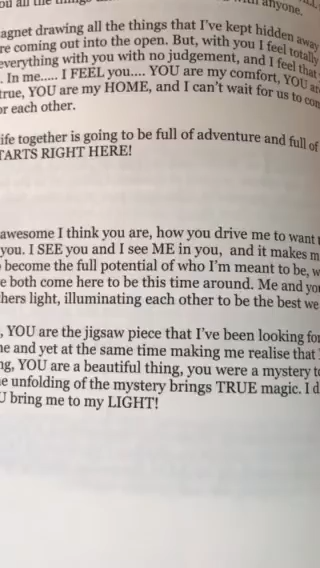 ou all the things
anyone.
agnet drawing all the things that I've kept hidden away
re coming out into the open. But, with you I feel totally
everything with you with no judgement, and I feel that
. In me..... I FEEL you.... YOU are my comfort, YOU are
true, YOU are my HOME, and I can't wait for us to con
or each other.
ife together is going to be full of adventure and full of
TARTS RIGHT HERE!
awesome I think you are, how you drive me to want t
you. I SEE you and I see ME in you, and it makes m
become the full potential of who I'm meant to be, w
e both come here to be this time around. Me and you
hers light, illuminating each other to be the best we
, YOU are the jigsaw piece that I've been looking for
ne and yet at the same time making me realise that I
ng, YOU are a beautiful thing, you were a mystery to
e unfolding of the mystery brings TRUE magic. I d
U bring me to my LIGHT!